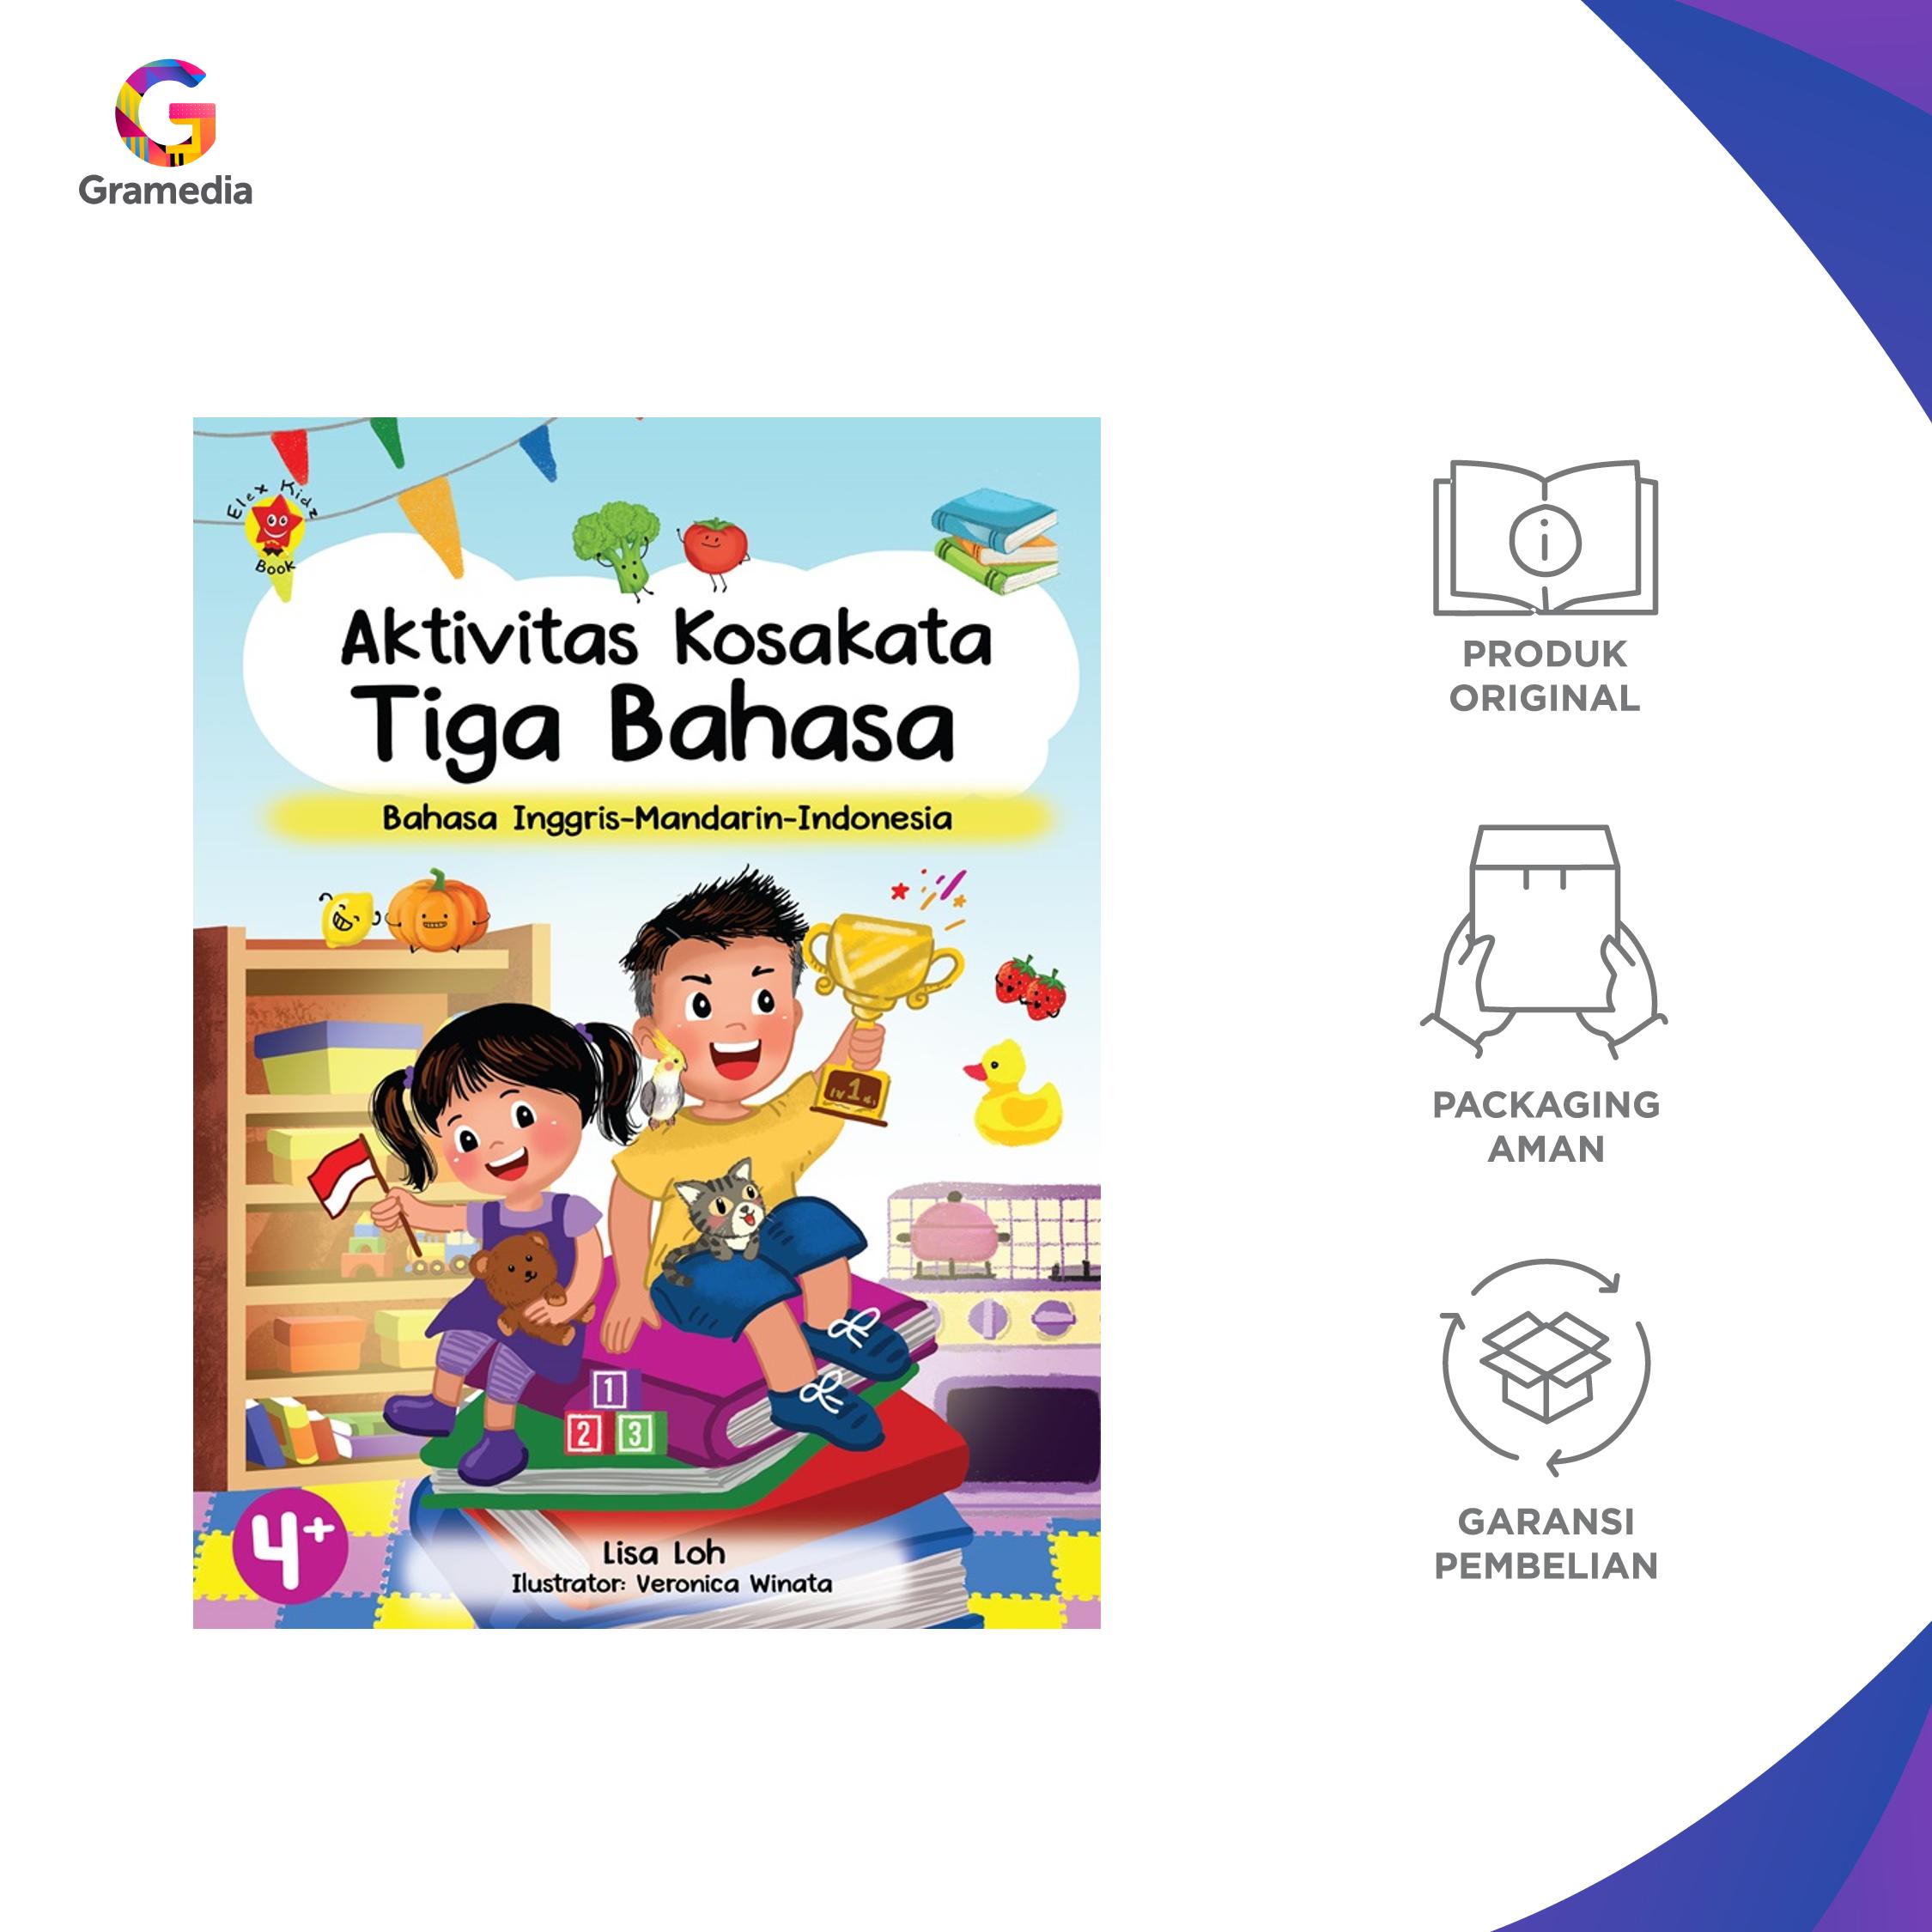 Gramedia
Elex Kidz
Book
Aktivitas Kosakata
Tiga Bahasa
Bahasa Inggris-Mandarin-Indonesia
1
1
2 3
4+
Lisa Loh
Ilustrator: Veronica Winata
i
PRODUK
ORIGINAL
PACKAGING
AMAN
GARANSI
PEMBELIAN